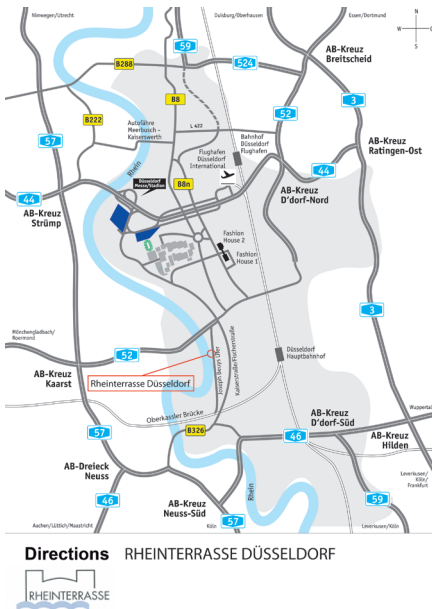 Nimwegen/Utrecht
Duisburg/Oberhausen
Essen/Dortmund
N
W
O
S
59
AB-Kreuz
Breitscheid
B288
524
B8
3
B222
52
57
Autofähre
Meerbusch -
Kaiserswerth
L 422
Bahnhof
Düsseldorf
Flughafen
AB-Kreuz
Ratingen-Ost
Rhein
Flughafen
Düsseldorf
International
44
Düsseldorf
Messe/Stadion
B8n
44
AB-Kreuz
D'dorf-Nord
AB-Kreuz
Strümp
Fashion
House 2
Fashion
House 1
3
Mönchengladbach/
Roermond
52
Düsseldorf
Hauptbahnhof
AB-Kreuz
Kaarst
Rheinterrasse Düsseldorf
Joseph Beuys Ufer
Kaiserstraße/Fischerstraße
Oberkassler Brücke
Wuppertal
57
B326
AB-Kreuz
D'dorf-Süd
46
AB-Kreuz
Hilden
AB-Dreieck
Neuss
Leverkusen/
Köln/
Frankfurt
46
Rhein
59
AB-Kreuz
Neuss-Süd
57
Aachen/Lüttich/Maastricht
Köln
Leverkusen/Köln
Directions RHEINTERRASSE DÜSSELDORF
RHEINTERRASSE